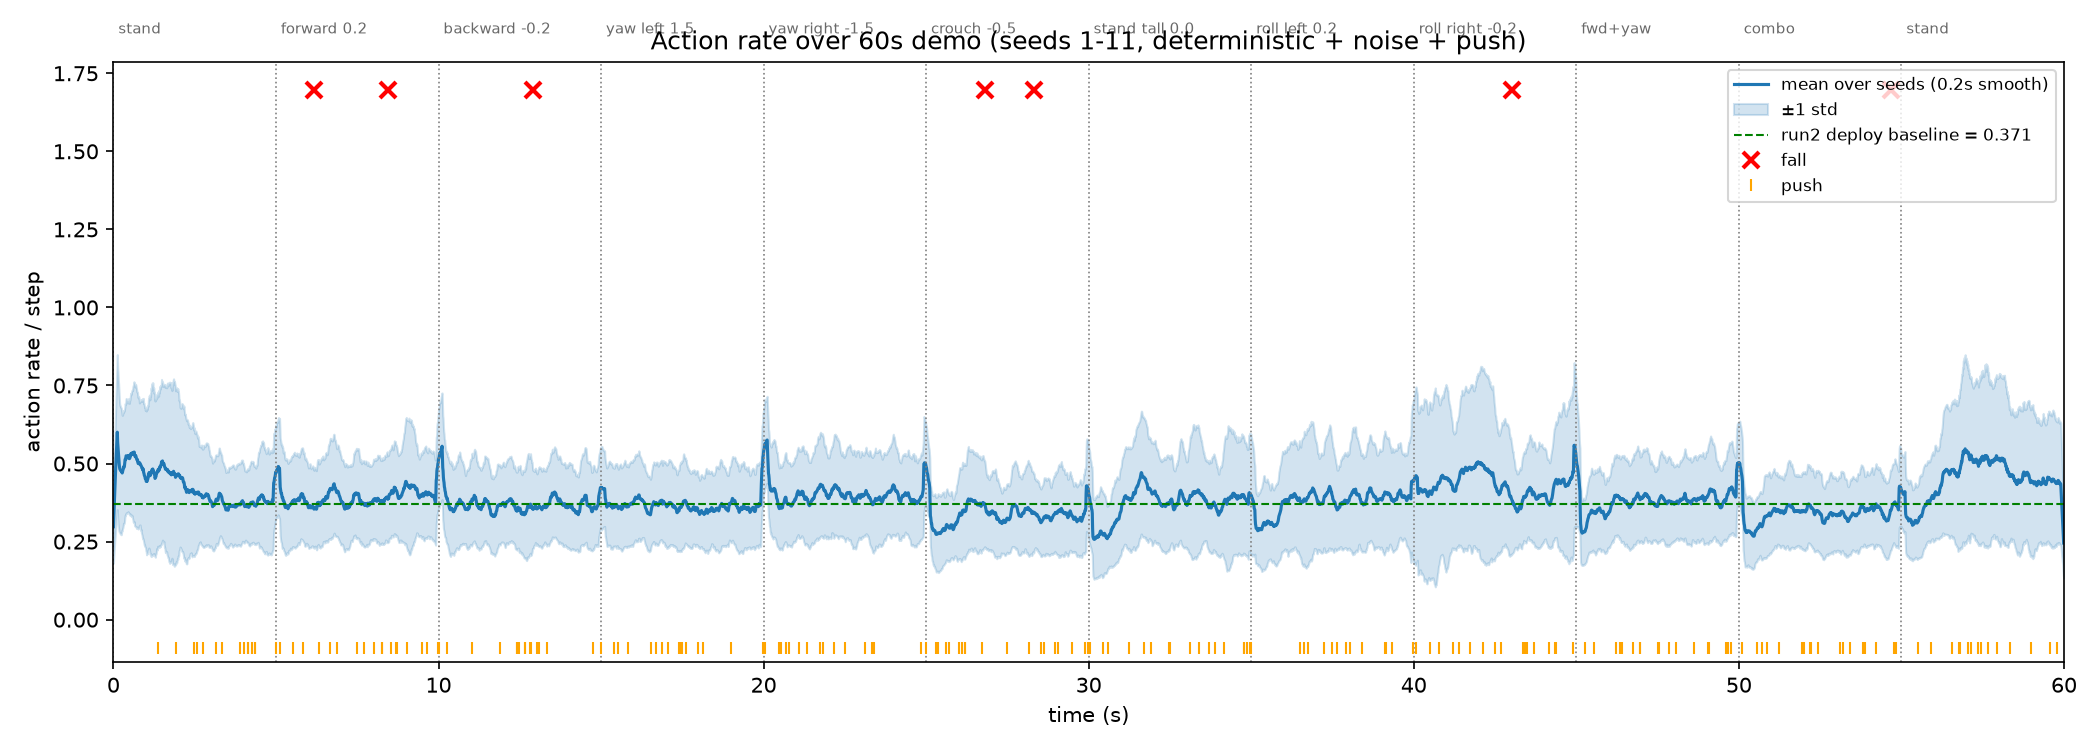 stand forward 0.2 backward -0.2 yaw left 1.5 yaw right -1.5 crouch -0.5 stand tall 0.0 roll left 0.2 roll right -0.2 fwd+yaw combo stand
Action rate over 60s demo (seeds 1-11, deterministic + noise + push)
mean over seeds (0.2s smooth)
±1 std
run2 deploy baseline = 0.371
fall
push
action rate / step
1.75
1.50
1.25
1.00
0.75
0.50
0.25
0.00
0 10 20 30 40 50 60
time (s)